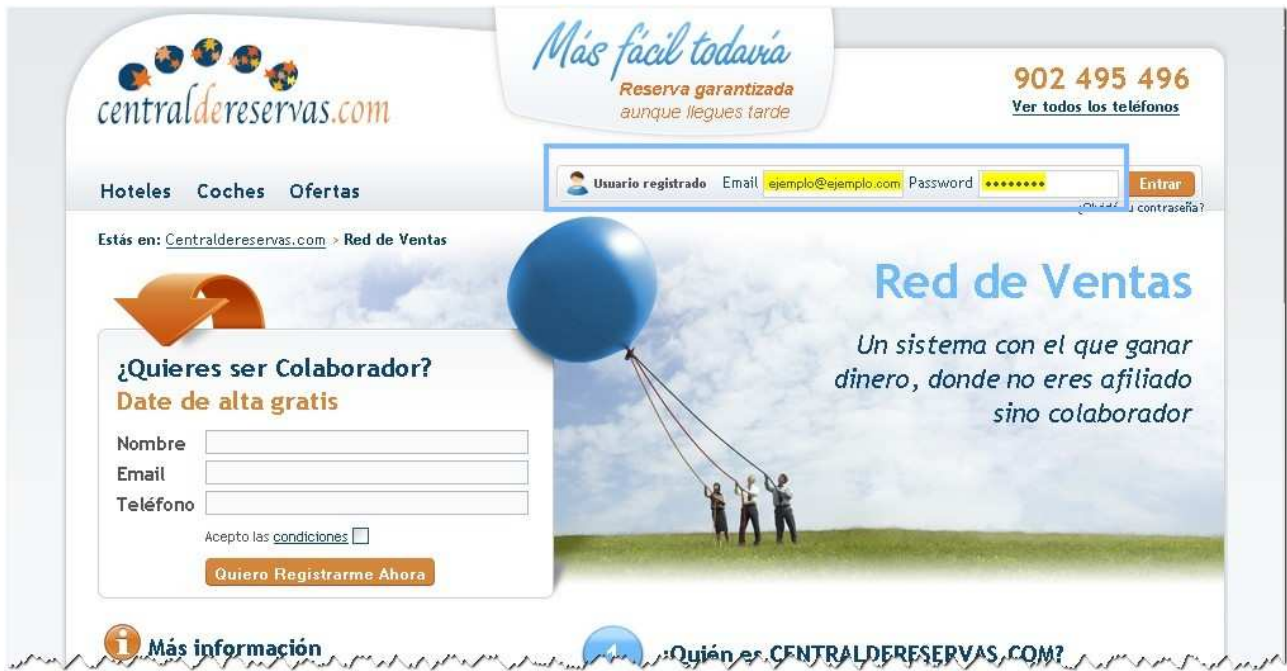 Más fácil todavía
Reserva garantizada
aunque llegues tarde
centraldereservas.com
902 495 496
Ver todos los teléfonos
Hoteles Coches Ofertas
Usuario registrado Email ejemplo@ejemplo.com Password •••••••• Entrar
contraseña?
Estás en: Centraldereservas.com > Red de Ventas
Red de Ventas
Un sistema con el que ganar
dinero, donde no eres afiliado
sino colaborador
¿Quieres ser Colaborador?
Date de alta gratis
Nombre
Email
Teléfono
Acepto las condiciones
Quiero Registrarme Ahora
i Más información
1 ¿Quién es CENTRALDERESERVAS.COM?